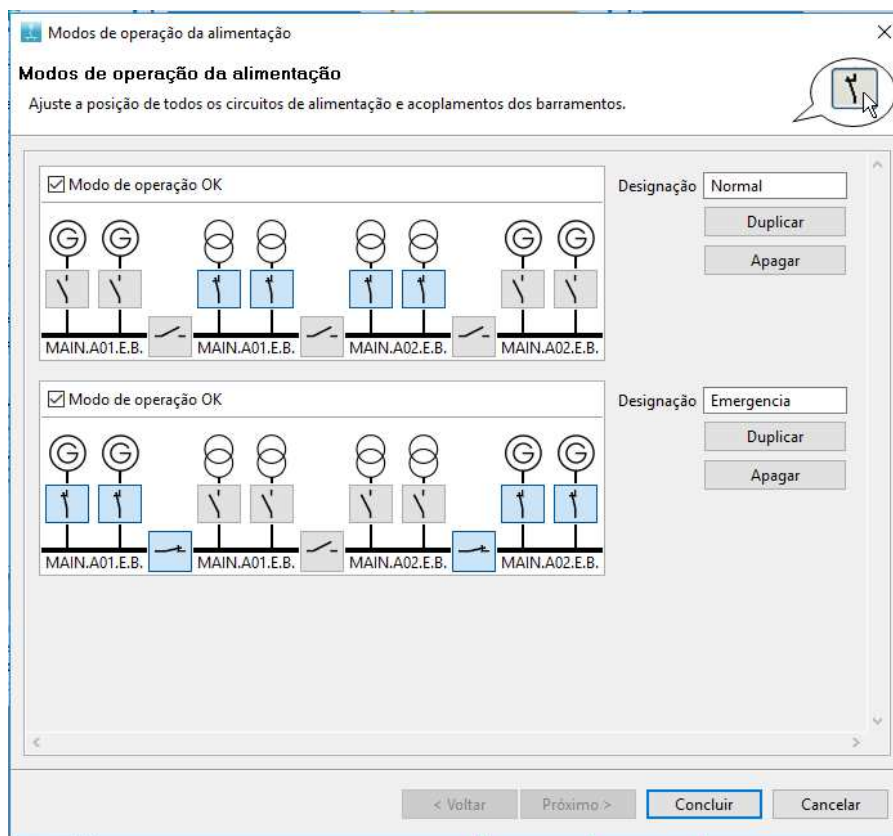 Modos de operação da alimentação
Modos de operação da alimentação
Ajuste a posição de todos os circuitos de alimentação e acoplamentos dos barramentos.
Modo de operação OK
Designação Normal
Duplicar
Apagar
G G G G
MAIN.A01.E.B. MAIN.A01.E.B. MAIN.A02.E.B. MAIN.A02.E.B.
Modo de operação OK
Designação Emergencia
Duplicar
Apagar
G G G G
MAIN.A01.E.B. MAIN.A01.E.B. MAIN.A02.E.B. MAIN.A02.E.B.
< Voltar Próximo > Concluir Cancelar